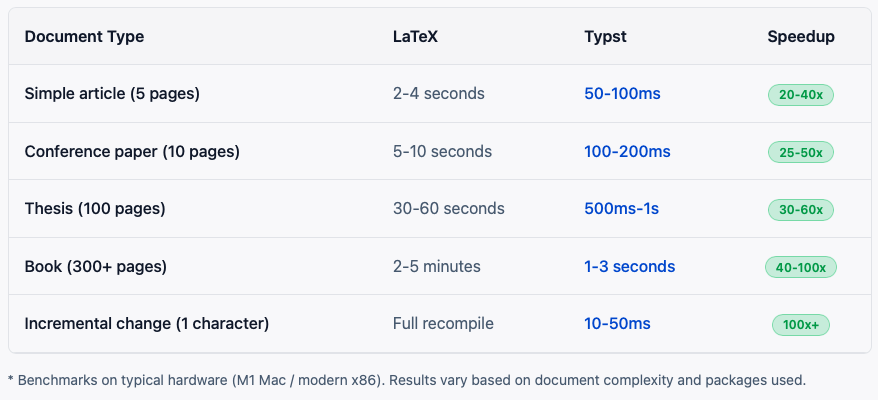 Document Type LaTeX Typst Speedup
Simple article (5 pages) 2-4 seconds 50-100ms 20-40x
Conference paper (10 pages) 5-10 seconds 100-200ms 25-50x
Thesis (100 pages) 30-60 seconds 500ms-1s 30-60x
Book (300+ pages) 2-5 minutes 1-3 seconds 40-100x
Incremental change (1 character) Full recompile 10-50ms 100x+
* Benchmarks on typical hardware (M1 Mac / modern x86). Results vary based on document complexity and packages used.